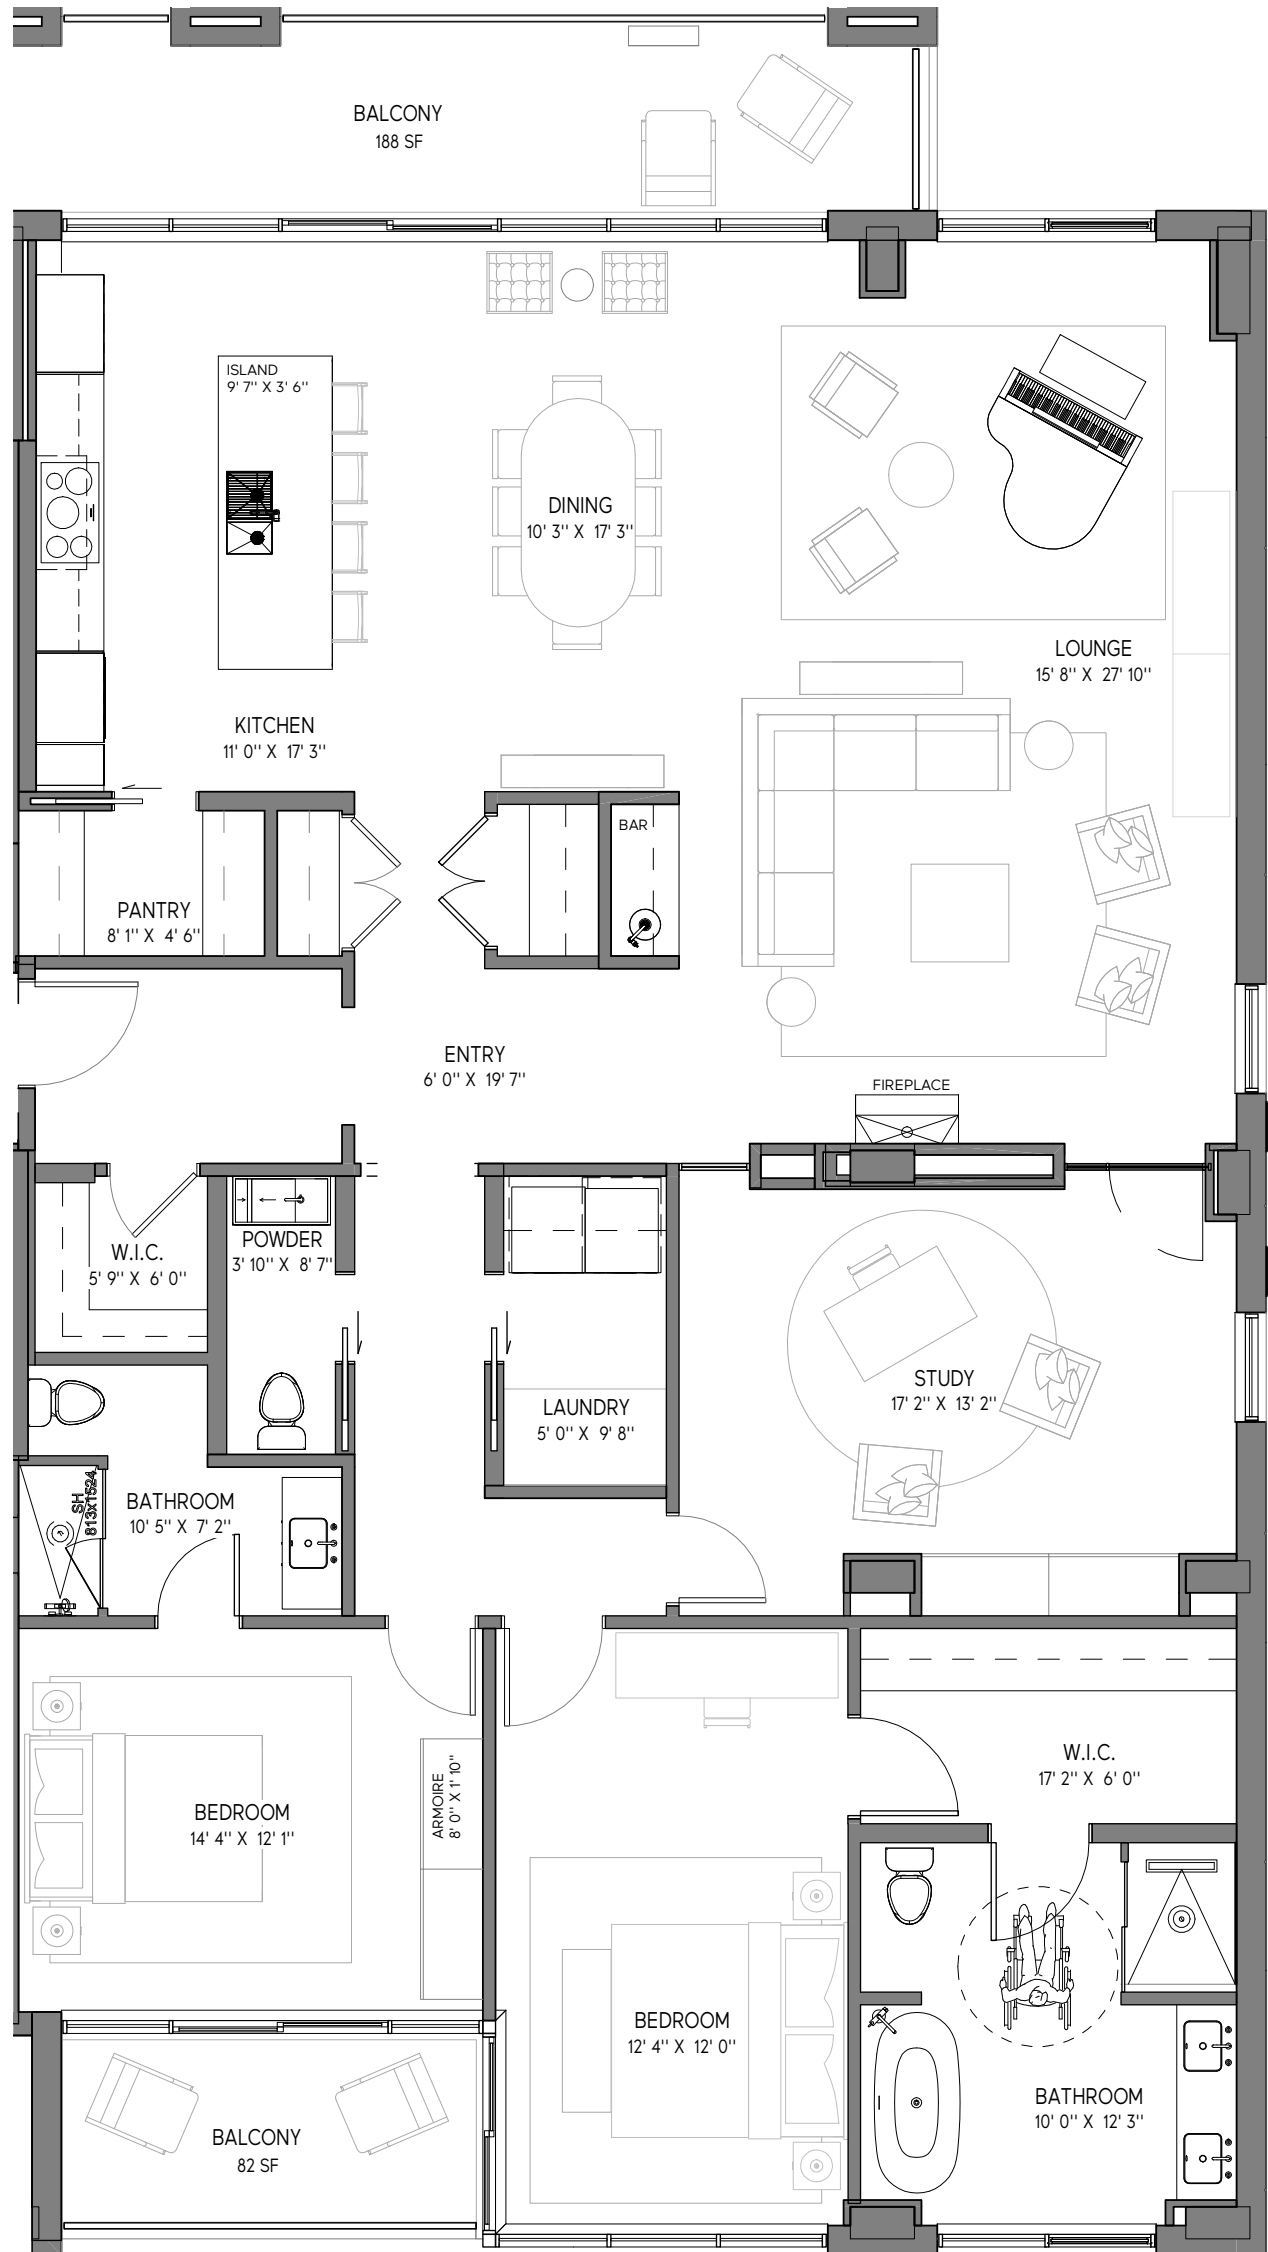 BALCONY
188 SF
ISLAND
9' 7" X 3' 6"
DINING
10' 3" X 17' 3"
LOUNGE
15' 8" X 27' 10"
KITCHEN
11' 0" X 17' 3"
BAR
PANTRY
8' 1" X 4' 6"
ENTRY
6' 0" X 19' 7"
FIREPLACE
W.I.C.
5' 9" X 6' 0"
POWDER
3' 10" X 8' 7"
STUDY
17' 2" X 13' 2"
LAUNDRY
5' 0" X 9' 8"
SH
813x1524
BATHROOM
10' 5" X 7' 2"
W.I.C.
17' 2" X 6' 0"
ARMOIRE
8' 0" X 1' 10"
BEDROOM
14' 4" X 12' 1"
BEDROOM
12' 4" X 12' 0"
BATHROOM
10' 0" X 12' 3"
BALCONY
82 SF